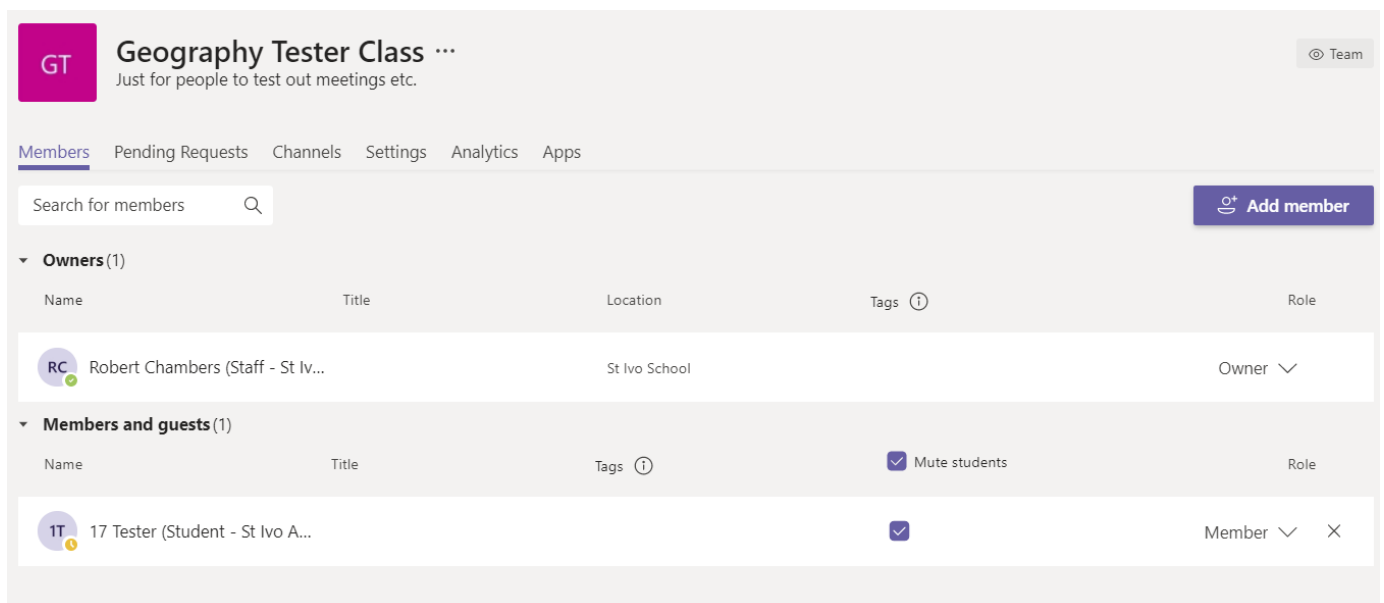 GT
Geography Tester Class ...
Just for people to test out meetings etc.
Team
Members Pending Requests Channels Settings Analytics Apps
Search for members
Add member
Owners (1)
Name Title Location Tags Role
RC Robert Chambers (Staff - St Iv... St Ivo School Owner
Members and guests (1)
Name Title Tags Mute students Role
1T 17 Tester (Student - St Ivo A... Member